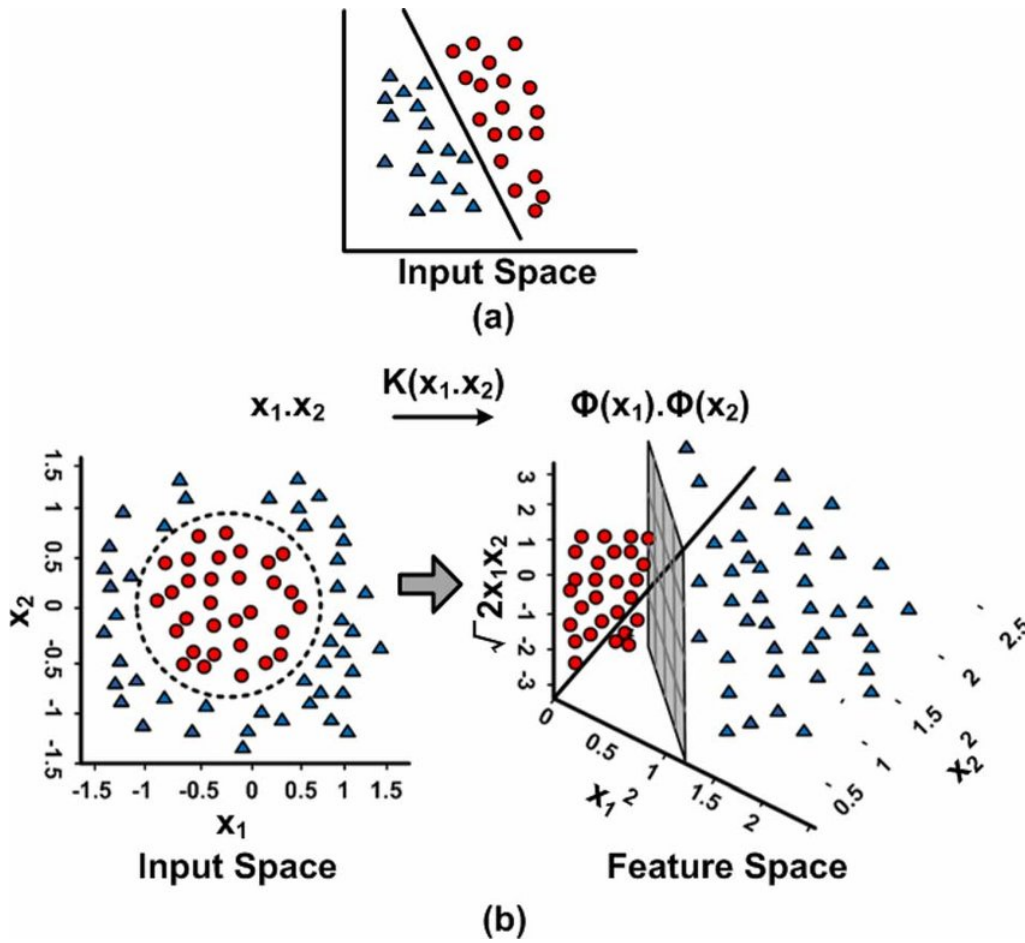 Input Space
(a)
K(x₁.x₂)
x₁.x₂
Φ(x₁).Φ(x₂)
1.5
1
0.5
0
-0.5
-1
-1.5
x₂
-1.5 -1 -0.5 0 0.5 1 1.5
x₁
Input Space
3
2
1
0
-1
-2
-3
√2x₁x₂
0 0.5 1 1.5 2
x₁²
0.5 1 1.5 2 2.5
x₂²
Feature Space
(b)